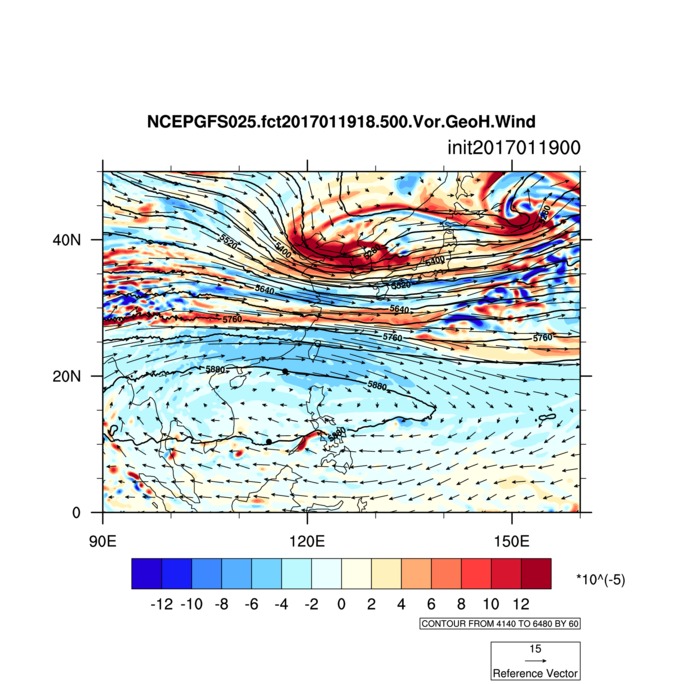 NCEPGFS025.fct2017011918.500.Vor.GeoH.Wind
init2017011900
40N
20N
0
90E 120E 150E
5520
5400
5400
5520
5640
5640
5760
5760
5760
5880
5880
5880
-12 -10 -8 -6 -4 -2 0 2 4 6 8 10 12
*10^(-5)
CONTOUR FROM 4140 TO 6480 BY 60
15
Reference Vector